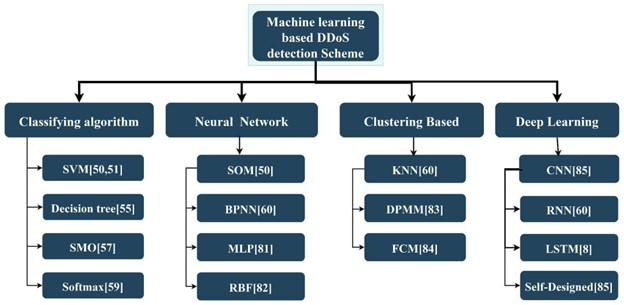 Machine learning
based DDoS
detection Scheme
Classifying algorithm
Neural Network
Clustering Based
Deep Learning
SVM[50,51]
SOM[50]
KNN[60]
CNN[85]
Decision tree[55]
BPNN[60]
DPMM[83]
RNN[60]
SMO[57]
MLP[81]
FCM[84]
LSTM[8]
Softmax[59]
RBF[82]
Self-Designed[85]